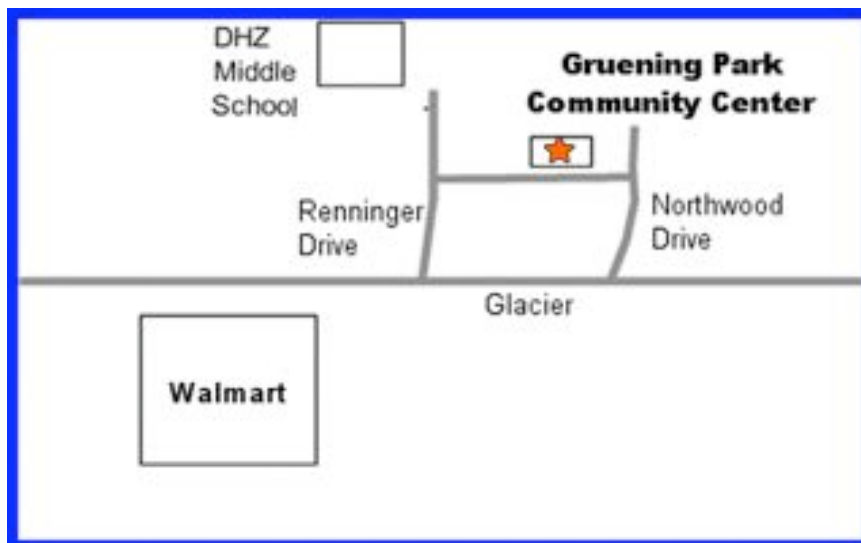 DHZ
Middle
School
Gruening Park
Community Center
Renninger
Drive
Northwood
Drive
Glacier
Walmart